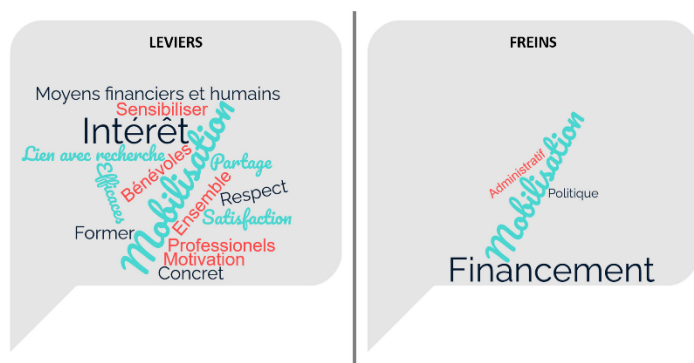 LEVIERS
Moyens financiers et humains
Sensibiliser
Intérêt
Mobilisation
Lien avec recherche
Bénévoles
Partage
Efficaces
Ensemble
Respect
Satisfaction
Former
Professionels
Motivation
Concret
FREINS
Mobilisation
Administratif
Politique
Financement